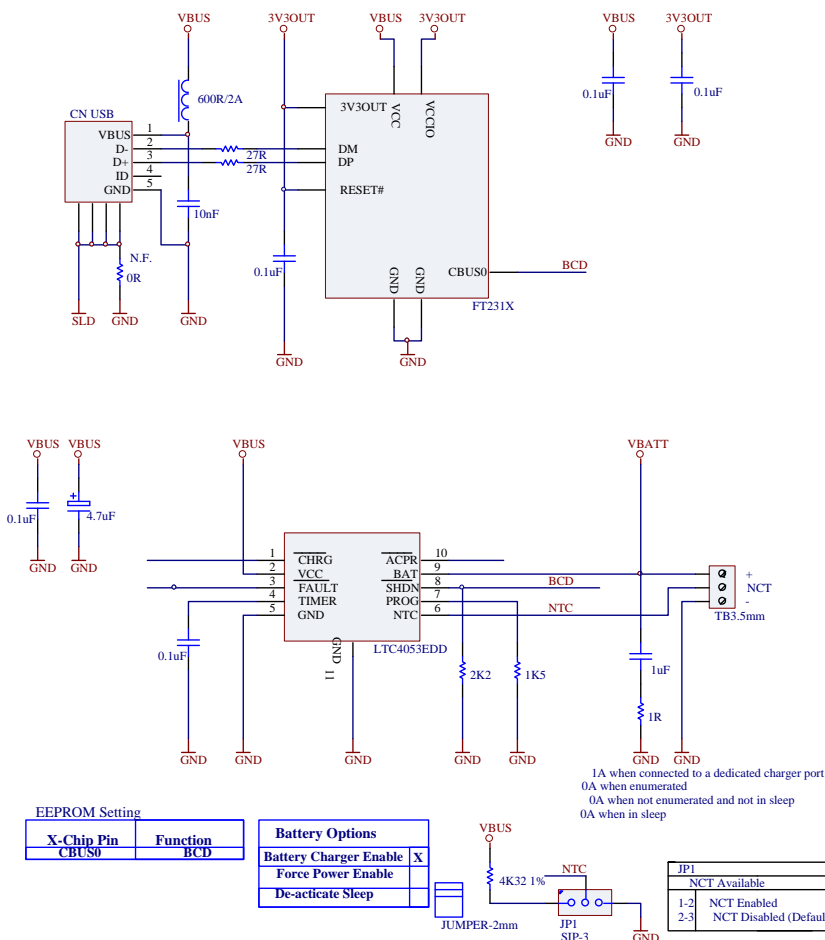 VBUS
3V3OUT
VBUS
3V3OUT
VBUS
3V3OUT
600R/2A
0.1uF
0.1uF
CN USB
3V3OUT
VCC
VCCIO
GND
GND
VBUS
1
D-
2
D+
3
ID
4
GND
5
27R
27R
DM
DP
RESET#
10nF
N.F.
0R
0.1uF
GND
GND
CBUS0
BCD
FT231X
SLD
GND
GND
GND
GND
VBUS
VBUS
VBUS
VBATT
+
0.1uF
4.7uF
GND
GND
1
CHRG
ACPR
10
2
VCC
BAT
9
3
FAULT
SHDN
8
BCD
4
TIMER
PROG
7
5
GND
NTC
6
NTC
GND
11
LTC4053EDD
+
NCT
-
TB3.5mm
0.1uF
2K2
1K5
1uF
1R
GND
GND
GND
GND
GND
GND
GND
1A when connected to a dedicated charger port
0A when enumerated
0A when not enumerated and not in sleep
0A when in sleep
EEPROM Setting
X-Chip Pin
Function
CBUS0
BCD
Battery Options
Battery Charger Enable
X
Force Power Enable
De-acticate Sleep
JUMPER-2mm
VBUS
4K32 1%
NTC
JP1
SIP-3
GND
JP1
NCT Available
1-2
NCT Enabled
2-3
NCT Disabled (Defaul